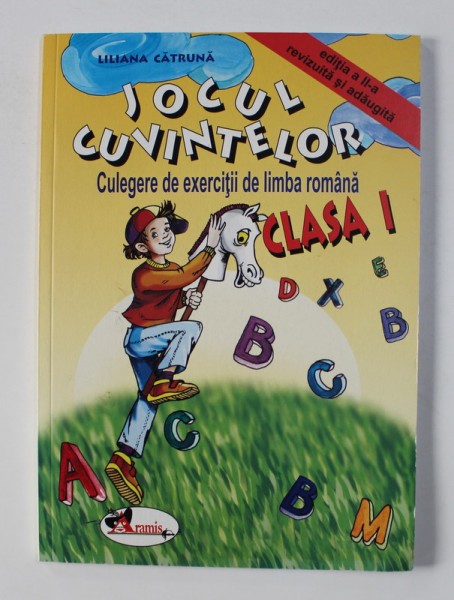 LILIANA CĂTRUNĂ
ediţia a II-a
revizuită şi adăugită
JOCUL
CUVINTELOR
Culegere de exerciţii de limba română
CLASA I
D X E
B B
C
A C
B M
Aramis